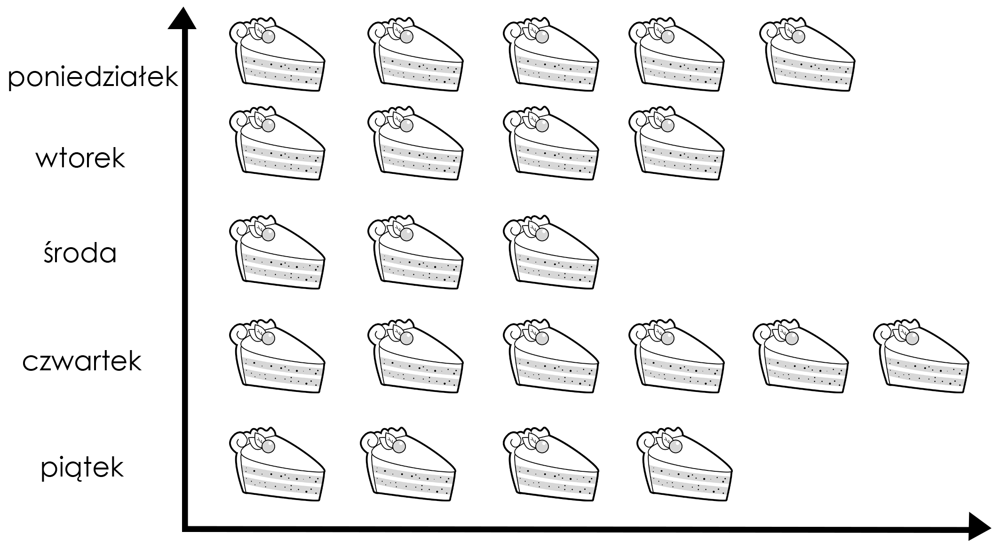 poniedziałek
wtorek
środa
czwartek
piątek